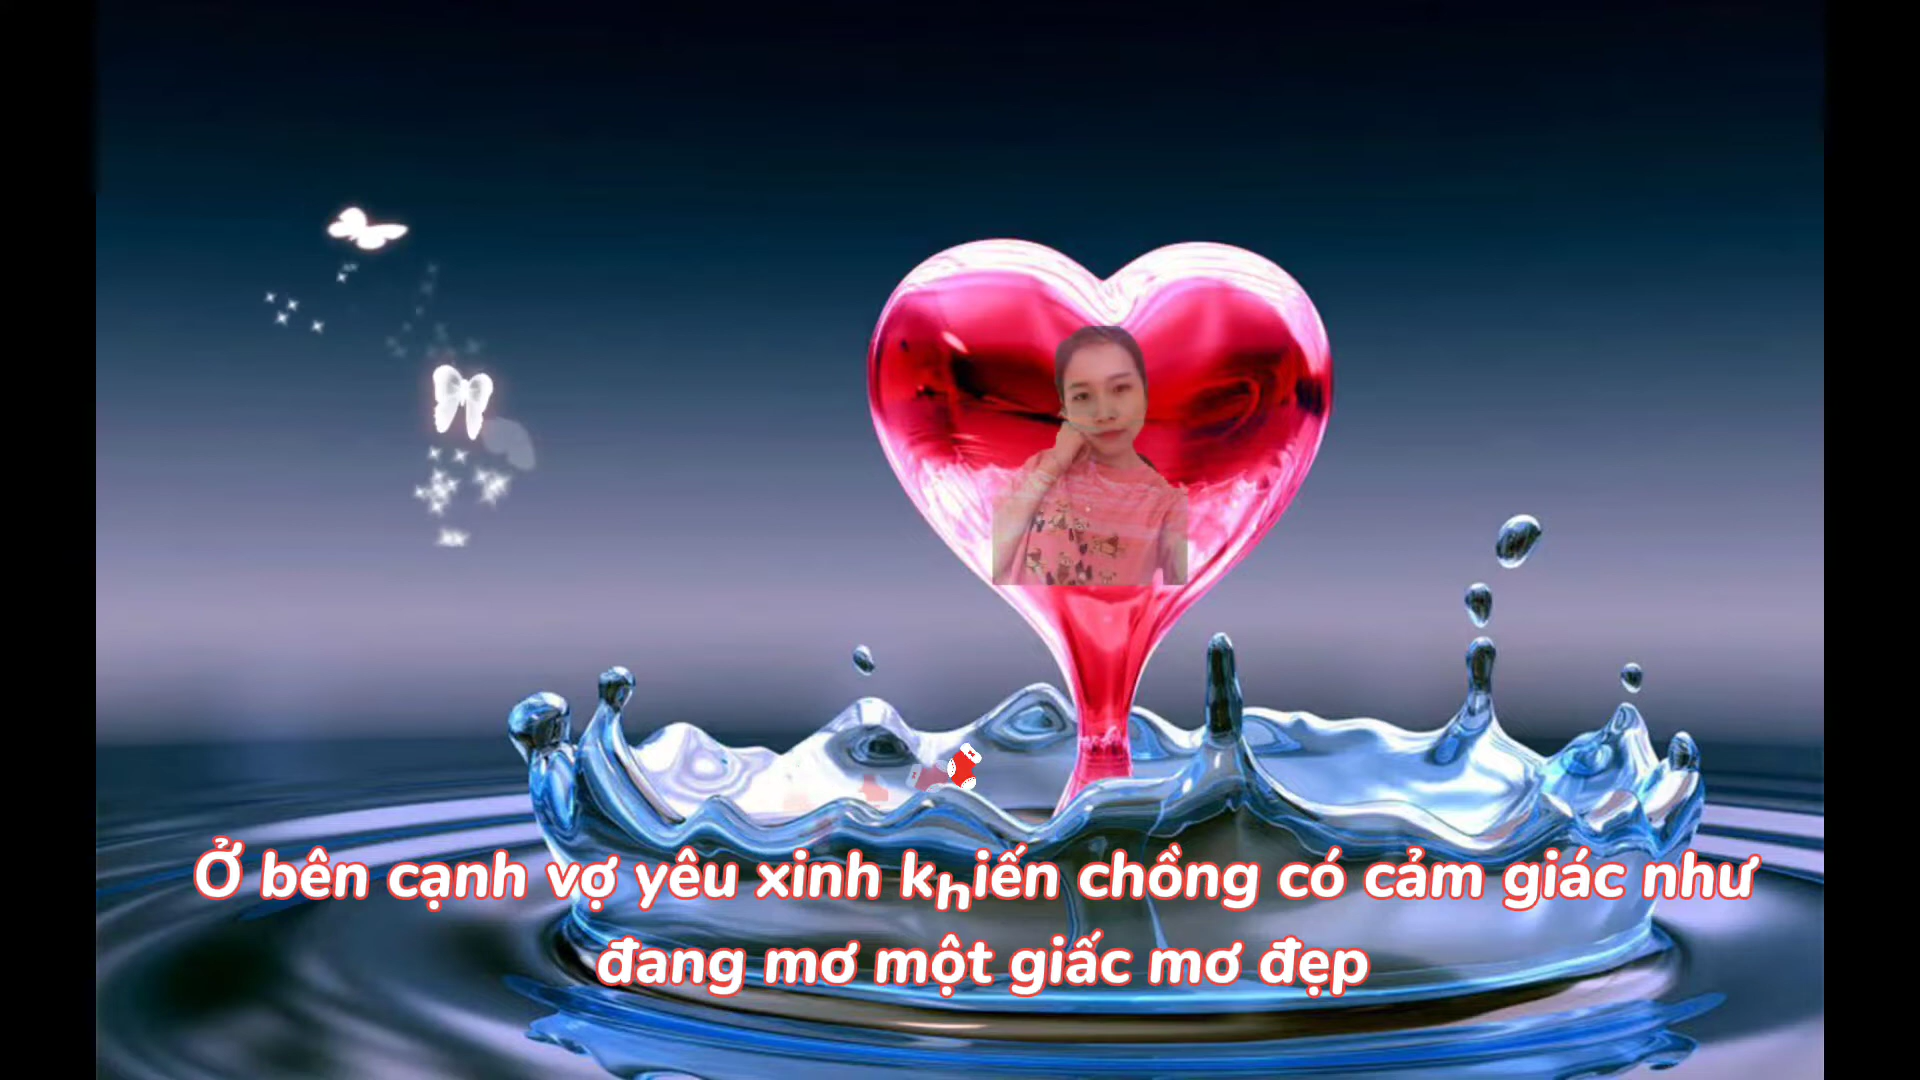 Ở bên cạnh vợ yêu xinh khiến chồng có cảm giác như
đang mơ một giấc mơ đẹp